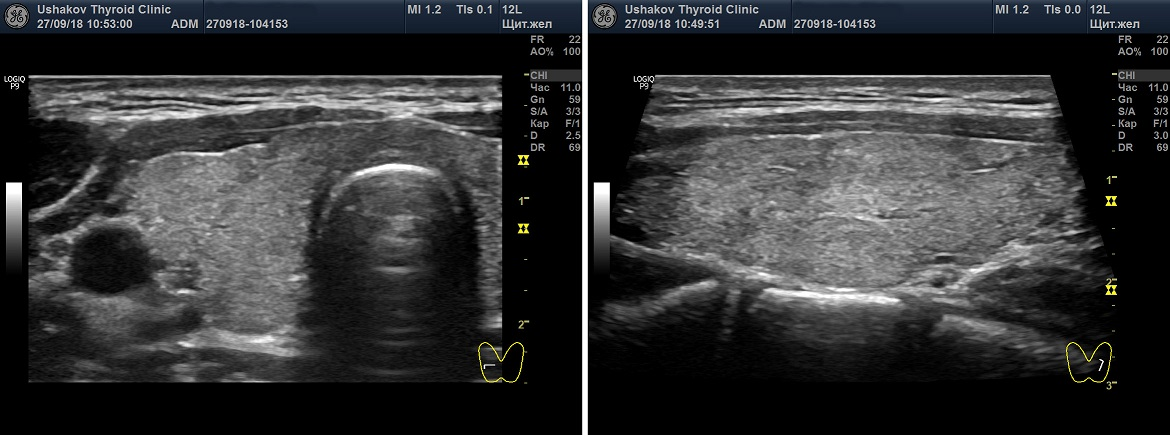 Ushakov Thyroid Clinic
MI 1.2 TIs 0.1 12L
27/09/18 10:53:00 ADM 270918-104153 Щит.жел
LOGIQ
P9
FR 22
AO% 100
CHI
Час 11.0
Gn 59
S/A 3/3
Кар F/1
D 2.5
DR 69
1
2
Ushakov Thyroid Clinic
MI 1.2 TIs 0.0 12L
27/09/18 10:49:51 ADM 270918-104153 Щит.жел
LOGIQ
P9
FR 22
AO% 100
CHI
Час 11.0
Gn 59
S/A 3/3
Кар F/1
D 3.0
DR 69
1
2
3